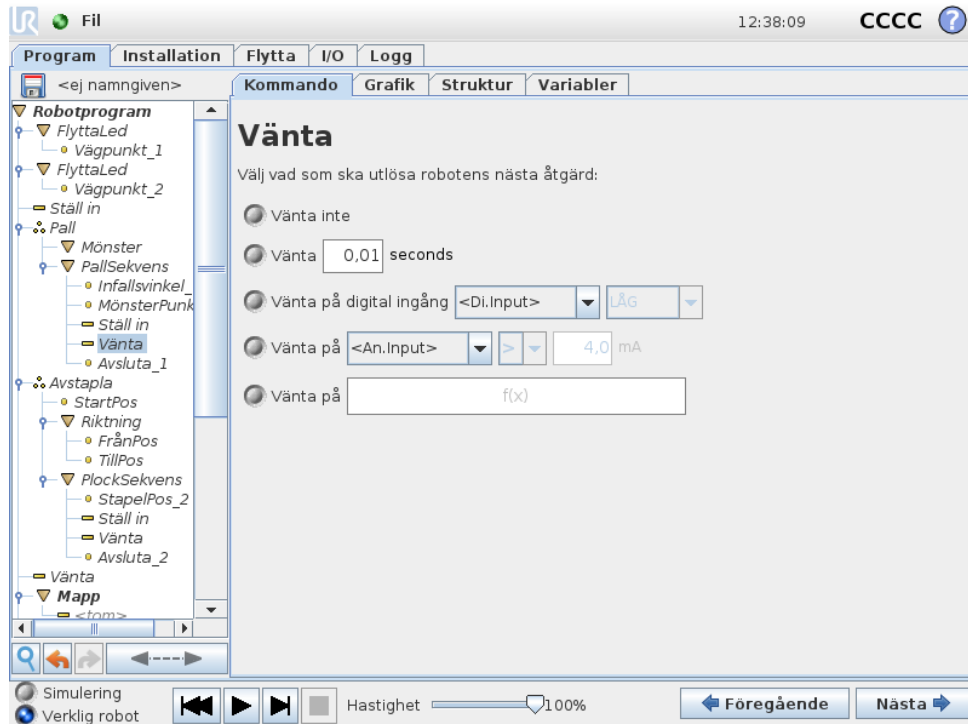 UR Fil 12:38:09 CCCC ?
Program Installation Flytta I/O Logg
<ej namngiven>
Kommando Grafik Struktur Variabler
Robotprogram
FlyttaLed
Vägpunkt_1
FlyttaLed
Vägpunkt_2
Ställ in
Pall
Mönster
PallSekvens
Infallsvinkel_
MönsterPunk
Ställ in
Vänta
Avsluta_1
Avstapla
StartPos
Riktning
FrånPos
TillPos
PlockSekvens
StapelPos_2
Ställ in
Vänta
Avsluta_2
Vänta
Mapp
<tom>
Vänta
Välj vad som ska utlösa robotens nästa åtgärd:
Vänta inte
Vänta 0,01 seconds
Vänta på digital ingång <Di.Input> LÅG
Vänta på <An.Input> > 4,0 mA
Vänta på f(x)
Simulering
Verklig robot
Hastighet 100%
Föregående Nästa